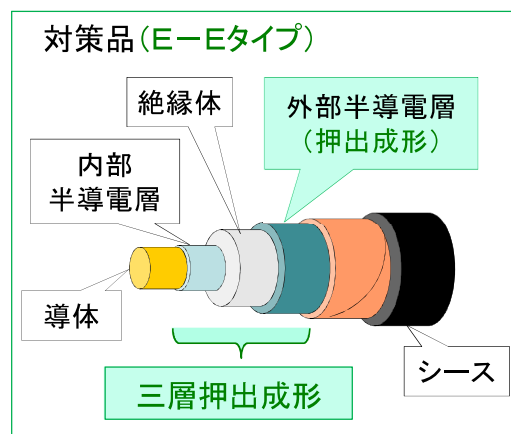 対策品(E－Eタイプ)
絶縁体
外部半導電層
(押出成形)
内部
半導電層
導体
シース
三層押出成形